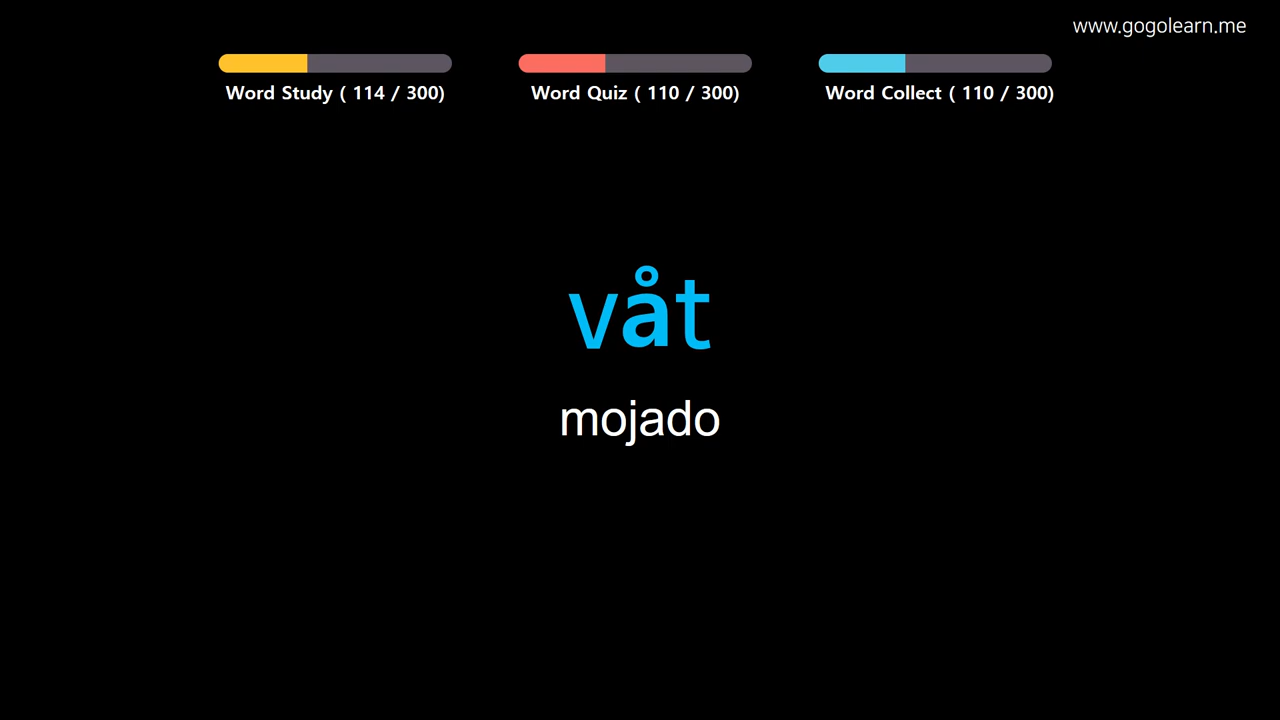 www.gogolearn.me
Word Study ( 114 / 300)
Word Quiz ( 110 / 300)
Word Collect ( 110 / 300)
våt
mojado